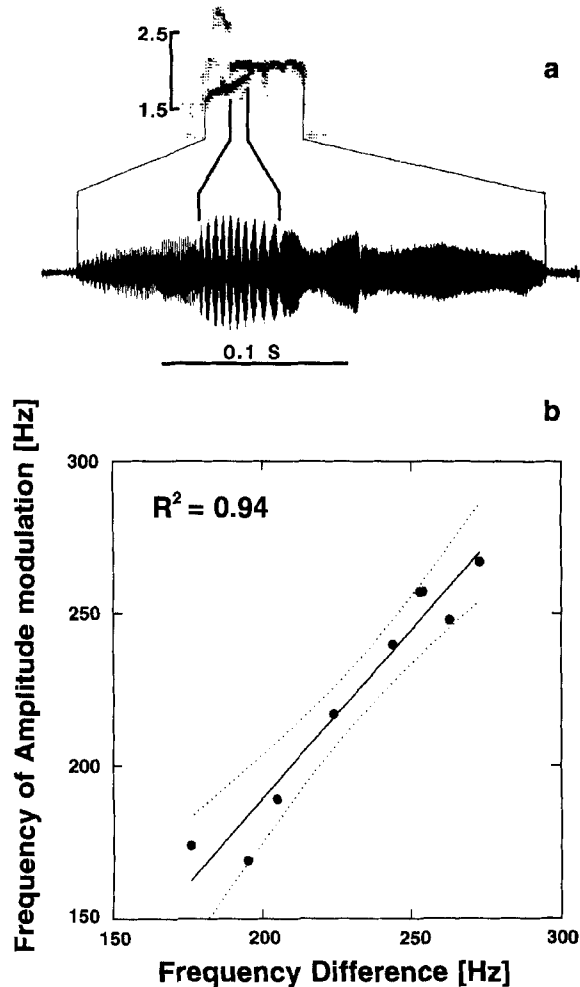 a
2.5
1.5
0.1 S
b
Frequency of Amplitude modulation [Hz]
300
250
200
150
R² = 0.94
150
200
250
300
Frequency Difference [Hz]